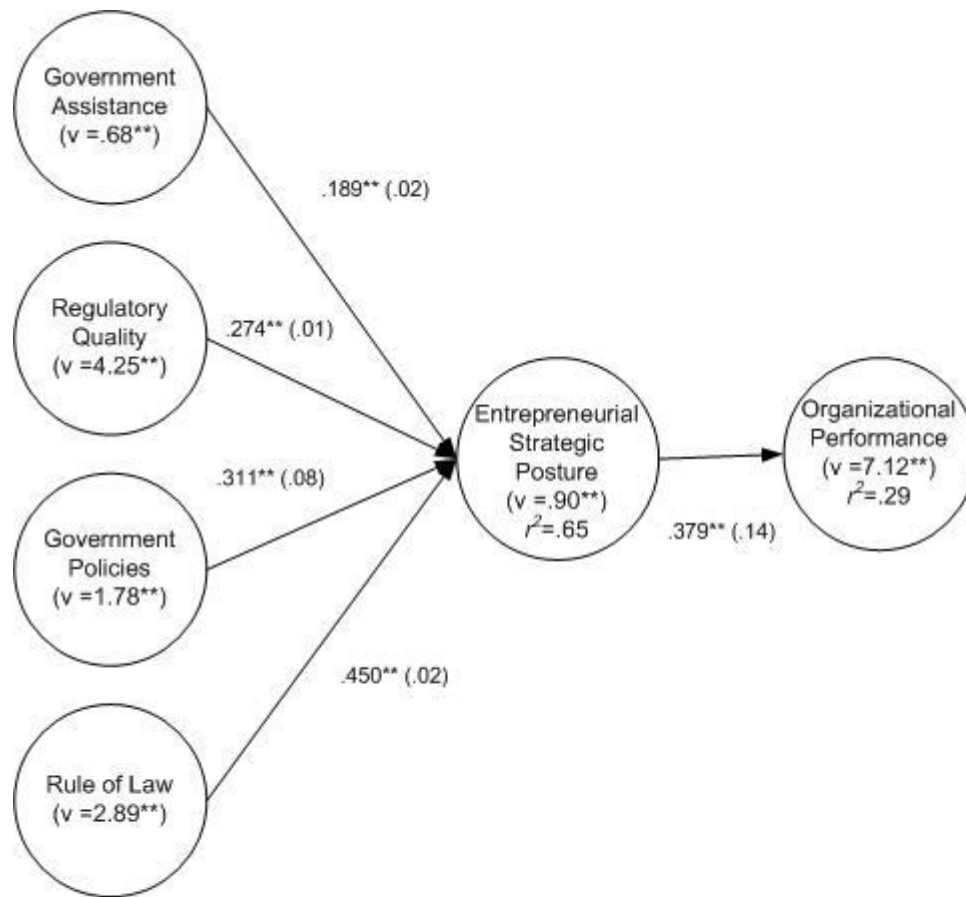 Government
Assistance
(v =.68**)
.189** (.02)
Regulatory
Quality
(v =4.25**)
.274** (.01)
Entrepreneurial
Strategic
Posture
(v =.90**)
r²=.65
Organizational
Performance
(v =7.12**)
r²=.29
.379** (.14)
Government
Policies
(v =1.78**)
.311** (.08)
.450** (.02)
Rule of Law
(v =2.89**)